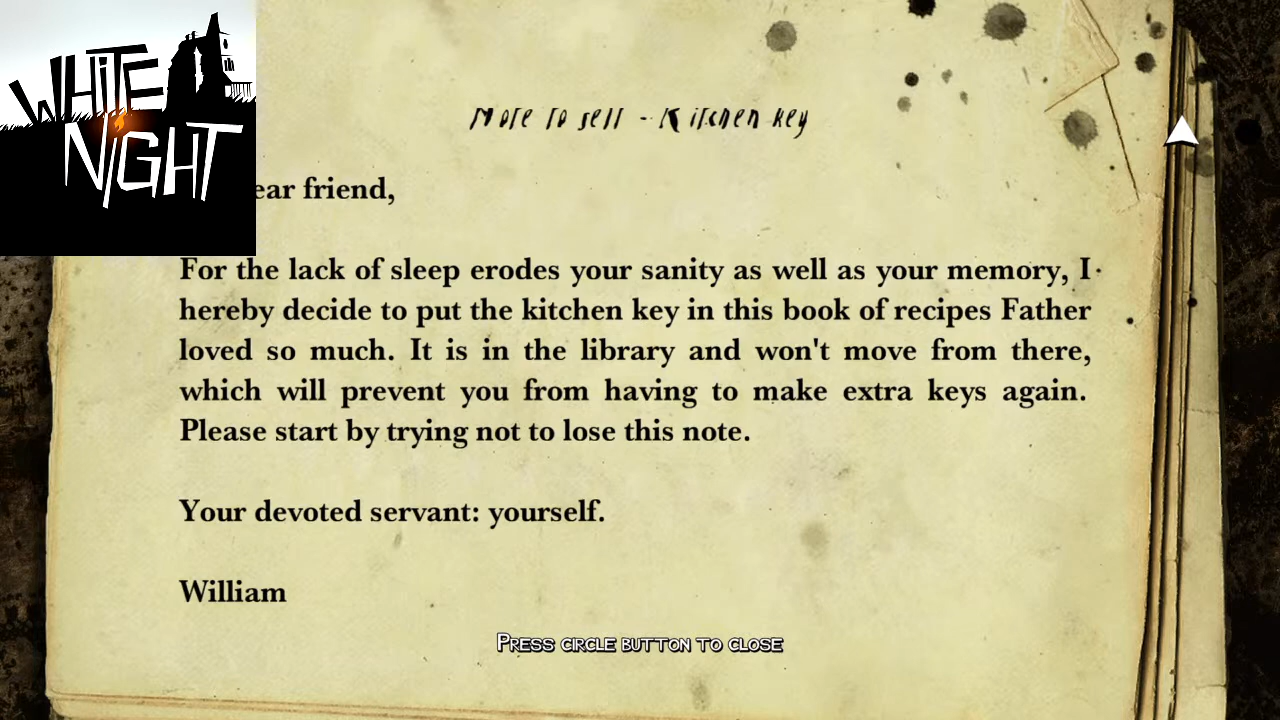 WHITE
NIGHT
Note to self - Kitchen key
ear friend,
For the lack of sleep erodes your sanity as well as your memory, I
hereby decide to put the kitchen key in this book of recipes Father
loved so much. It is in the library and won't move from there,
which will prevent you from having to make extra keys again.
Please start by trying not to lose this note.
Your devoted servant: yourself.
William
PRESS CIRCLE BUTTON TO CLOSE